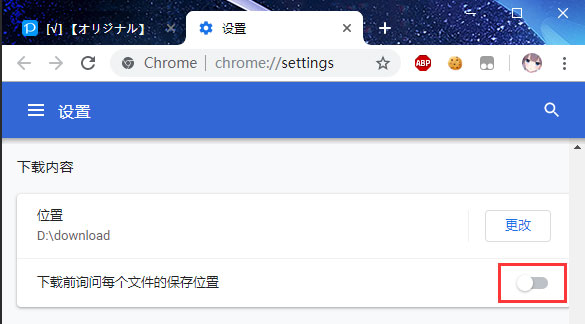 [√] 【オリジナル】
设置
Chrome | chrome://settings
ABP
设置
下载内容
位置
D:\download
更改
下载前询问每个文件的保存位置